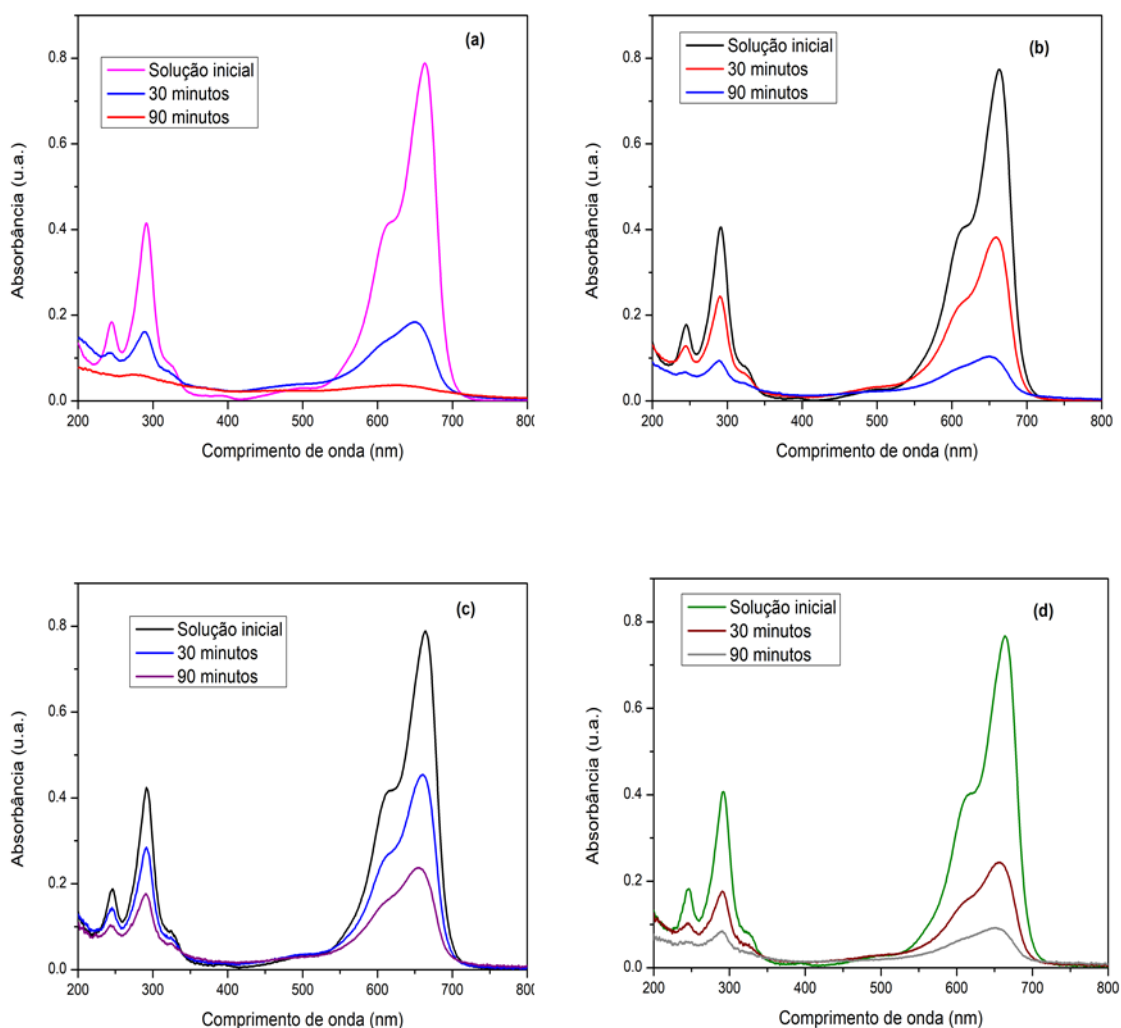 (a)
Solução inicial
30 minutos
90 minutos
Absorbância (u.a.)
0.8
0.6
0.4
0.2
0.0
200 300 400 500 600 700 800
Comprimento de onda (nm)
(b)
Solução inicial
30 minutos
90 minutos
Absorbância (u.a.)
0.8
0.6
0.4
0.2
0.0
200 300 400 500 600 700 800
Comprimento de onda (nm)
(c)
Solução inicial
30 minutos
90 minutos
Absorbância (u.a.)
0.8
0.6
0.4
0.2
0.0
200 300 400 500 600 700 800
Comprimento de onda (nm)
(d)
Solução inicial
30 minutos
90 minutos
Absorbância (u.a.)
0.8
0.6
0.4
0.2
0.0
200 300 400 500 600 700 800
Comprimento de onda (nm)